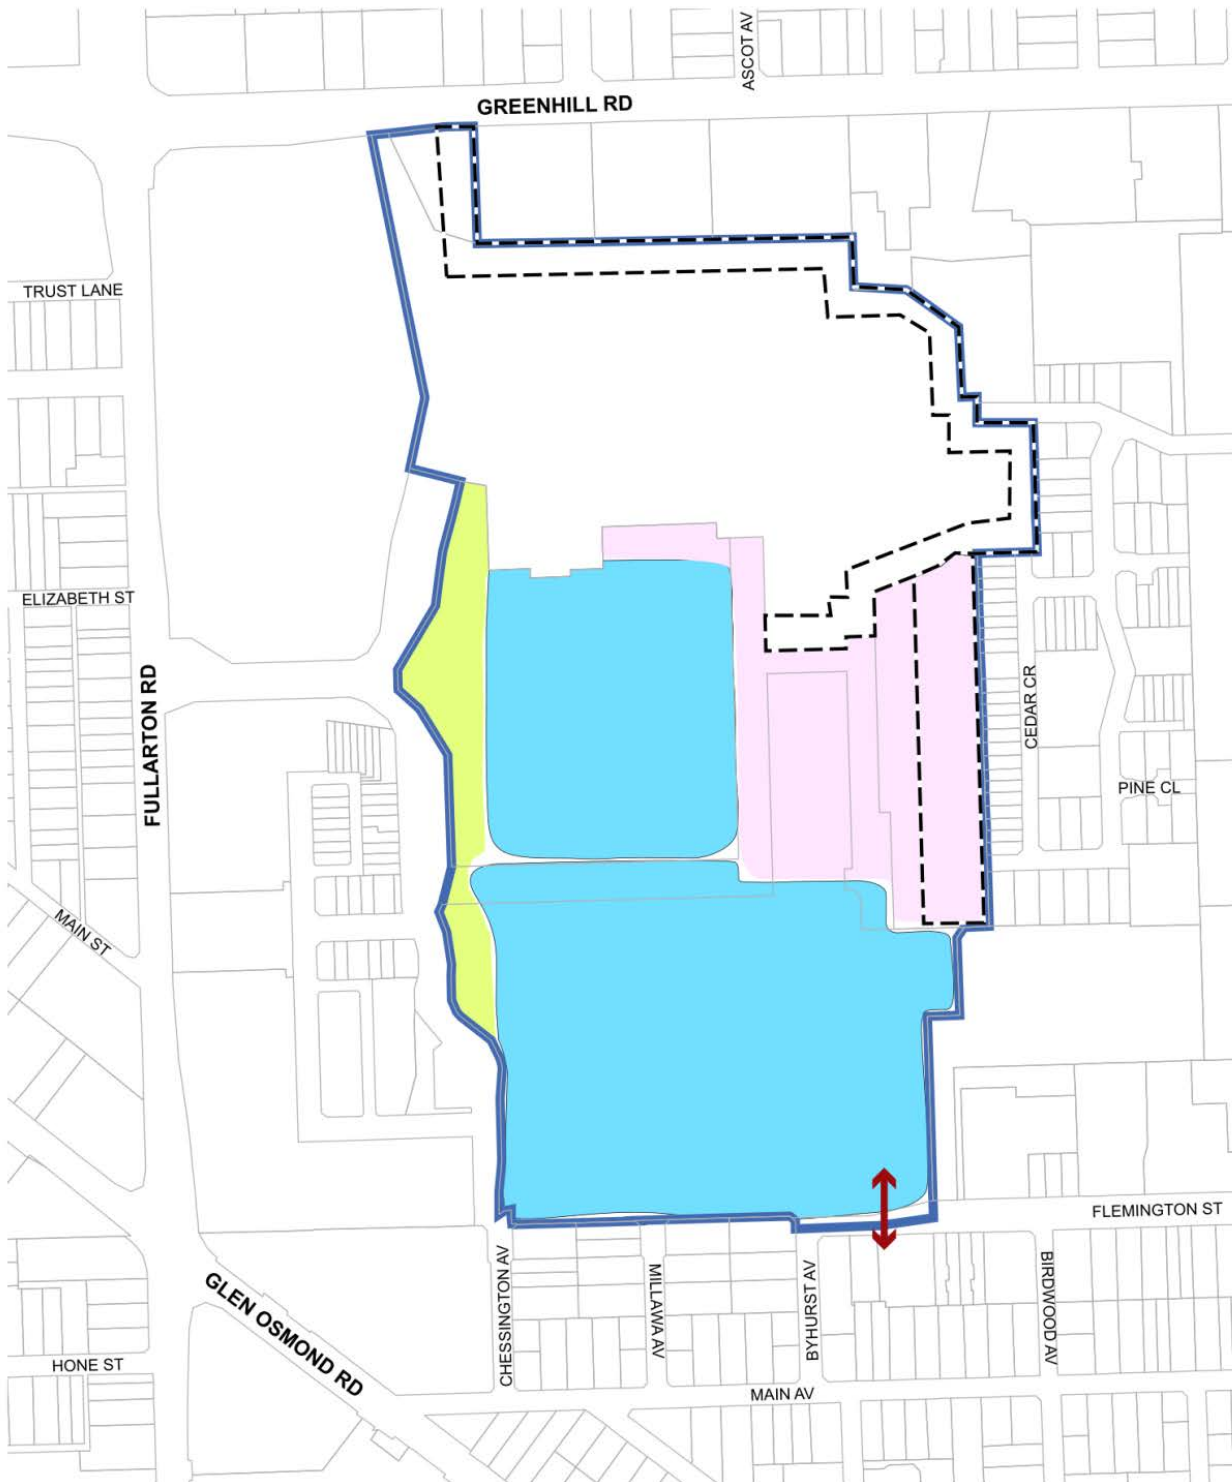 ASCOT AV
GREENHILL RD
TRUST LANE
ELIZABETH ST
FULLARTON RD
CEDAR CR
PINE CL
MAIN ST
FLEMINGTON ST
CHESSINGTON AV
MILLAWA AV
BYHURST AV
BIRDWOOD AV
GLEN OSMOND RD
HONE ST
MAIN AV